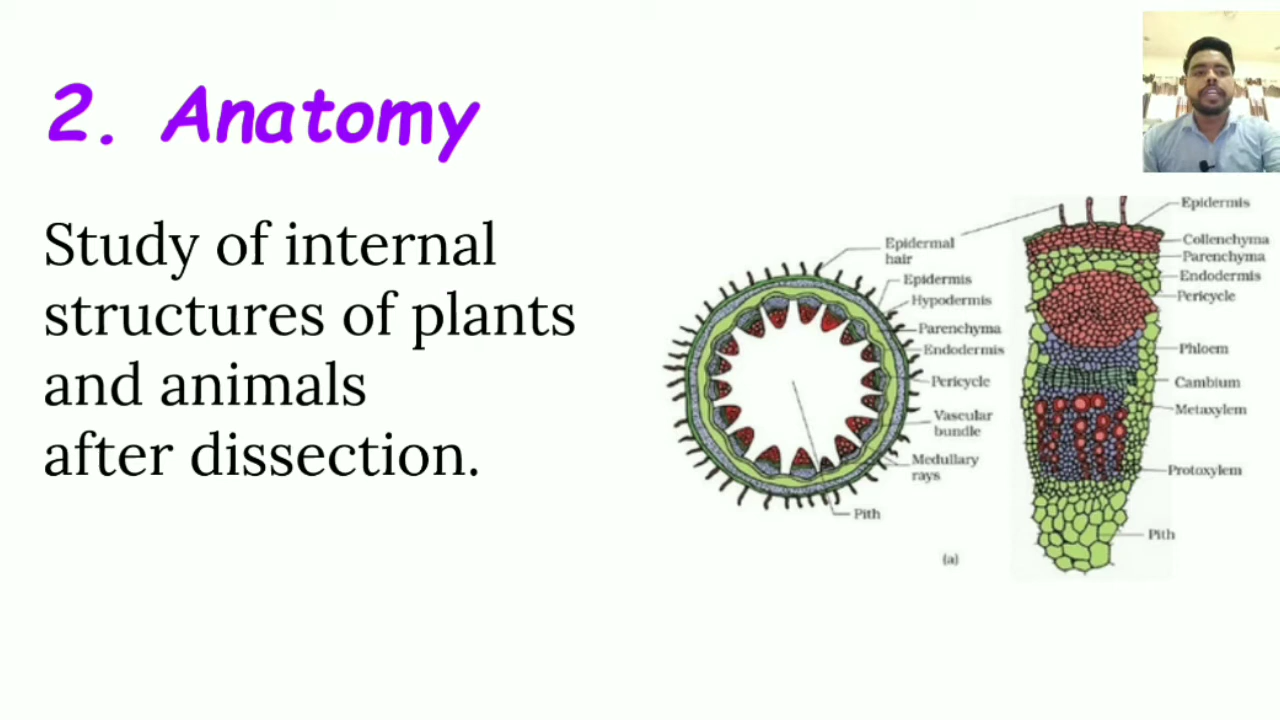 2. Anatomy
Study of internal
structures of plants
and animals
after dissection.
Epidermal
hair
Epidermis
Hypodermis
Parenchyma
Endodermis
Pericycle
Vascular
bundle
Medullary
rays
Pith
(a)
Epidermis
Collenchyma
Parenchyma
Endodermis
Pericycle
Phloem
Cambium
Metaxylem
Protoxylem
Pith